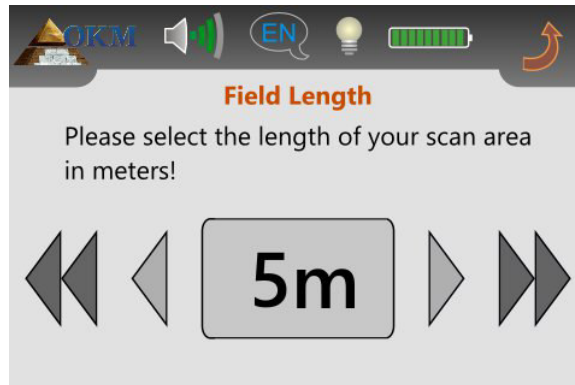 OKM
EN
Field Length
Please select the length of your scan area
in meters!
5m